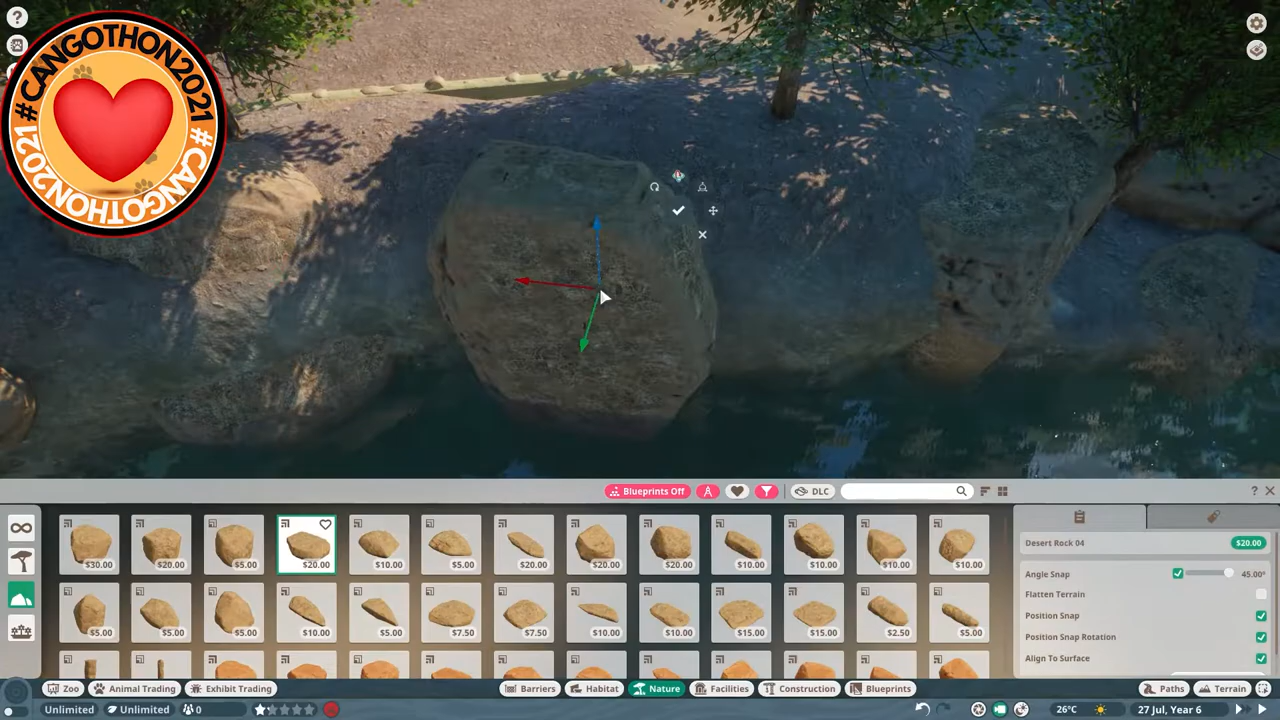 #CANGOTHON2021
#CANGOTHON2021
Blueprints Off
DLC
?
$30.00 $20.00 $5.00 $20.00 $10.00 $5.00 $20.00 $20.00 $20.00 $10.00 $10.00 $10.00 $10.00
$5.00 $5.00 $5.00 $10.00 $5.00 $7.50 $7.50 $10.00 $10.00 $15.00 $15.00 $2.50 $5.00
Desert Rock 04 $20.00
Angle Snap 45.00°
Flatten Terrain
Position Snap
Position Snap Rotation
Align To Surface
Zoo Animal Trading Exhibit Trading Barriers Habitat Nature Facilities Construction Blueprints Paths Terrain
Unlimited Unlimited 0 26°C 27 Jul, Year 6